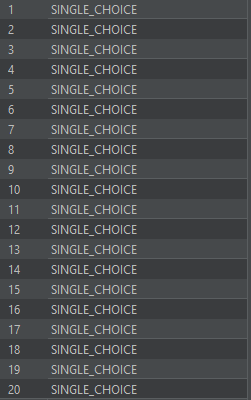 1 SINGLE_CHOICE
2 SINGLE_CHOICE
3 SINGLE_CHOICE
4 SINGLE_CHOICE
5 SINGLE_CHOICE
6 SINGLE_CHOICE
7 SINGLE_CHOICE
8 SINGLE_CHOICE
9 SINGLE_CHOICE
10 SINGLE_CHOICE
11 SINGLE_CHOICE
12 SINGLE_CHOICE
13 SINGLE_CHOICE
14 SINGLE_CHOICE
15 SINGLE_CHOICE
16 SINGLE_CHOICE
17 SINGLE_CHOICE
18 SINGLE_CHOICE
19 SINGLE_CHOICE
20 SINGLE_CHOICE